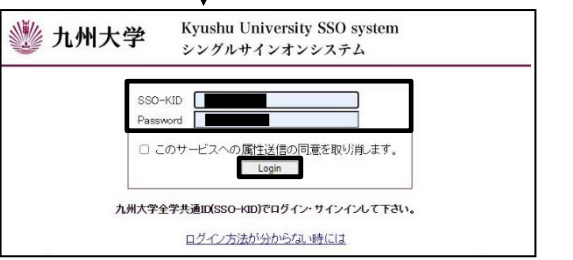 九州大学
Kyushu University SSO system
シングルサインオンシステム
SSO-KID
Password
このサービスへの属性送信の同意を取り消します。
Login
九州大学全学共通ID(SSO-KID)でログイン・サインインして下さい。
ログイン方法が分からない時には